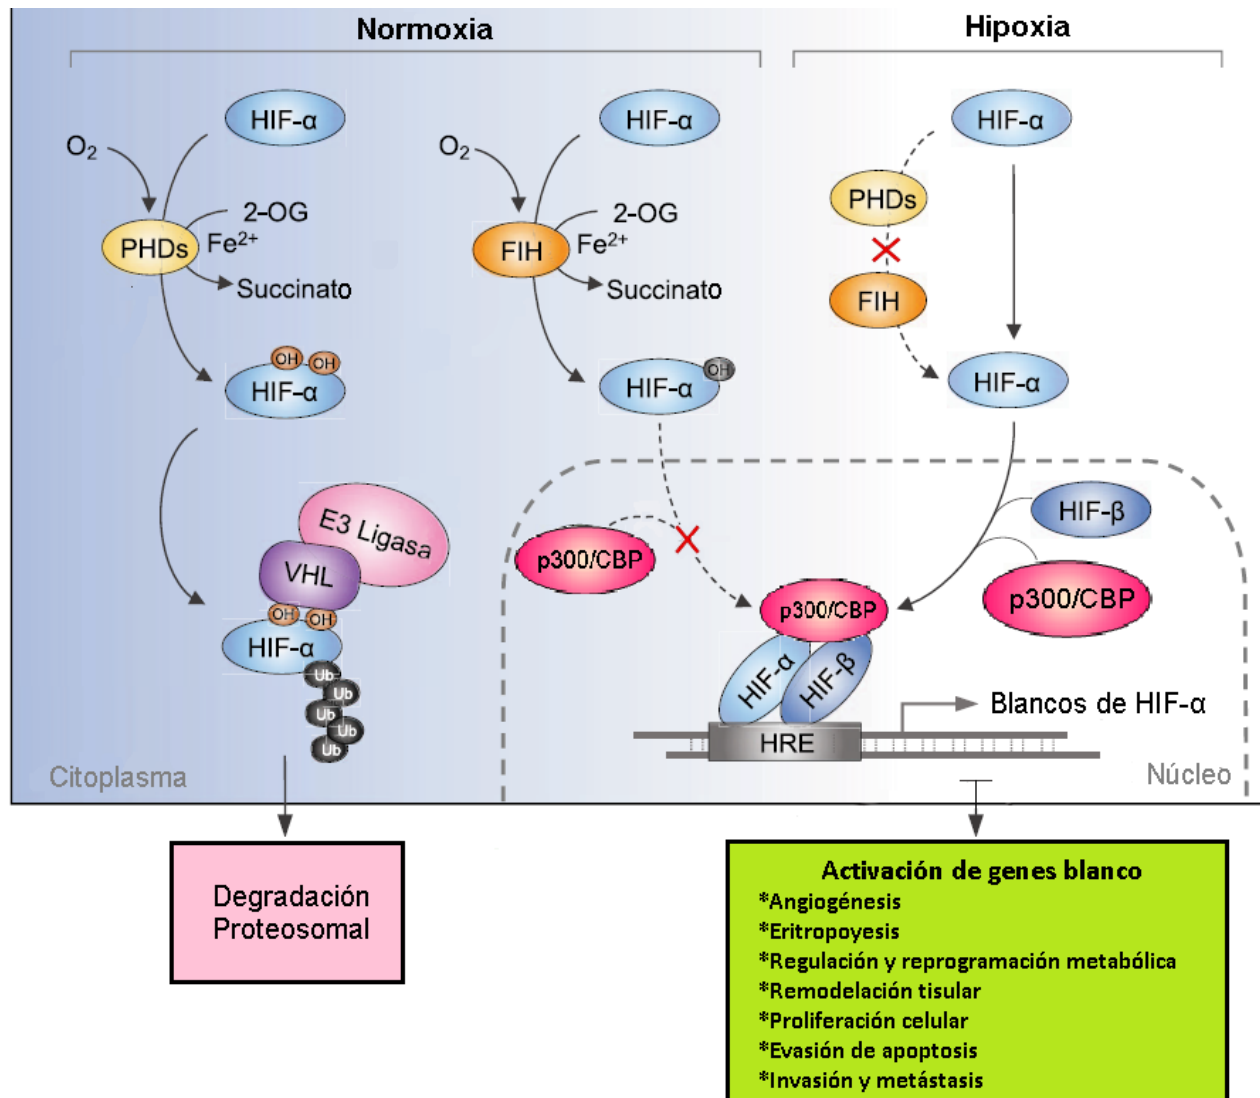 Normoxia
Hipoxia
HIF-α
HIF-α
HIF-α
O2
O2
PHDs
2-OG
Fe2+
Succinato
FIH
2-OG
Fe2+
Succinato
PHDs
FIH
OH
OH
HIF-α
OH
HIF-α
HIF-α
E3 Ligasa
VHL
OH
OH
HIF-α
Ub
Ub
Ub
Ub
Ub
p300/CBP
HIF-β
p300/CBP
p300/CBP
HIF-α
HIF-β
HRE
Blancos de HIF-α
Citoplasma
Núcleo
Degradación
Proteosomal
Activación de genes blanco
*Angiogénesis
*Eritropoyesis
*Regulación y reprogramación metabólica
*Remodelación tisular
*Proliferación celular
*Evasión de apoptosis
*Invasión y metástasis